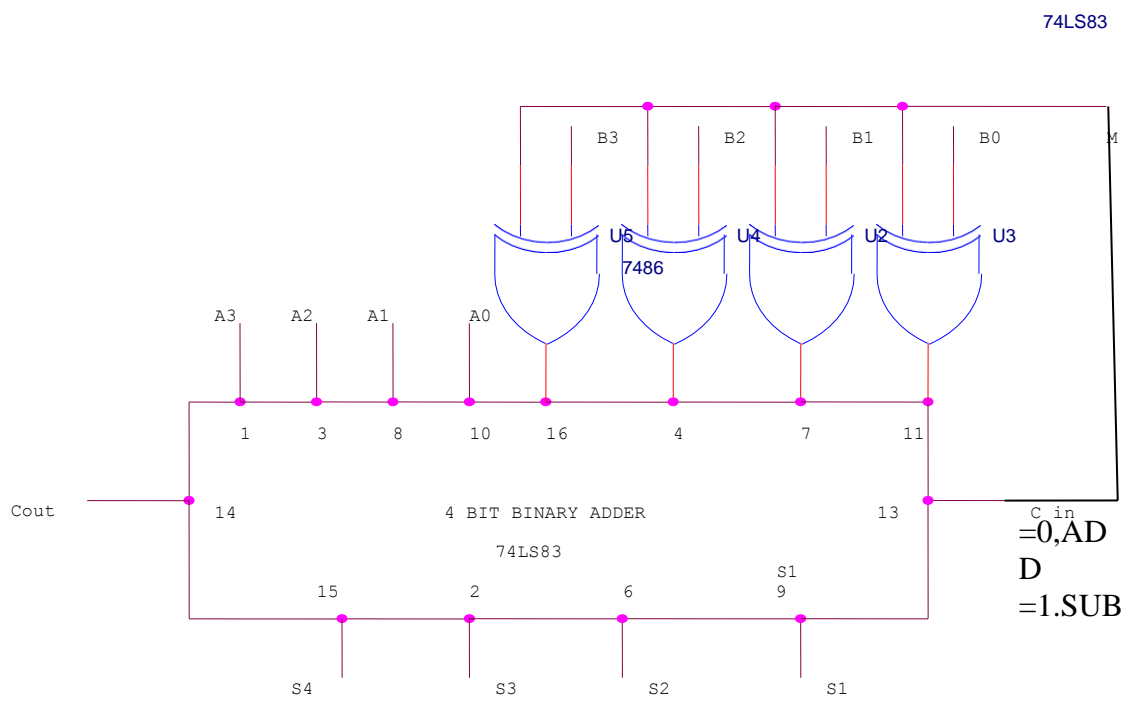 74LS83
B3 B2 B1 B0 M
U5 U4 U2 U3
7486
A3 A2 A1 A0
1 3 8 10 16 4 7 11
Cout 14 4 BIT BINARY ADDER 13 C in
=0,AD
D
=1.SUB
74LS83
S1
15 2 6 9
S4 S3 S2 S1